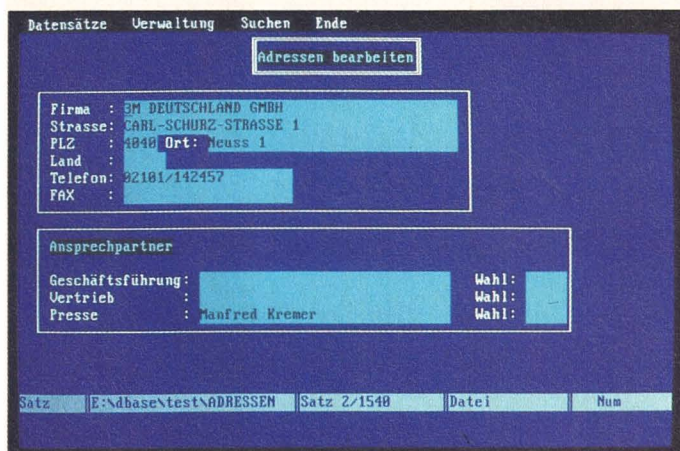 Datensätze Verwaltung Suchen Ende
Adressen bearbeiten
Firma : 3M DEUTSCHLAND GMBH
Strasse: CARL-SCHURZ-STRASSE 1
PLZ : 4040 Ort: Neuss 1
Land :
Telefon: 02101/142457
FAX :
Ansprechpartner
Geschäftsführung: Wahl:
Vertrieb : Wahl:
Presse : Manfred Kremer Wahl:
Satz E:\dbase\test\ADRESSEN Satz 2/1540 Datei Num